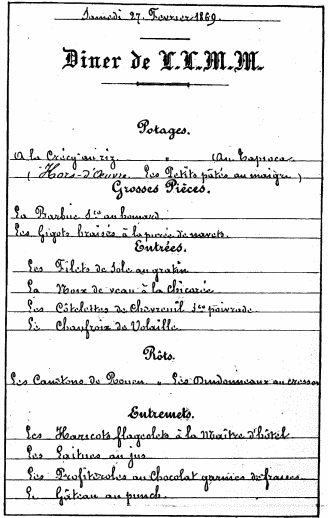 Samedi 27 Fevrier 1869.
Diner de L.L.M.M.
Potages.
A la Crécy au riz " Au Tapioca
( Hors-d'Œuvre. Les Petits pâtés au maigre )
Grosses Pièces.
La Barbue Sce au homard
Les Gigots braisés à la purée de navets.
Entrées.
Les Filets de Sole au gratin
La Noix de veau à la chicorée
Les Côtelettes de Chevreuil Sce poivrade
Le Chaufroix de Volaille
Rôts.
Les Canetons de Rouen " Les Dindonneaux au cresson
Entremets.
Les Haricots flageolets à la Maître d'hôtel
Les Laitues au jus
Les Profiteroles au Chocolat garnies de fraises
Le Gâteau au punch